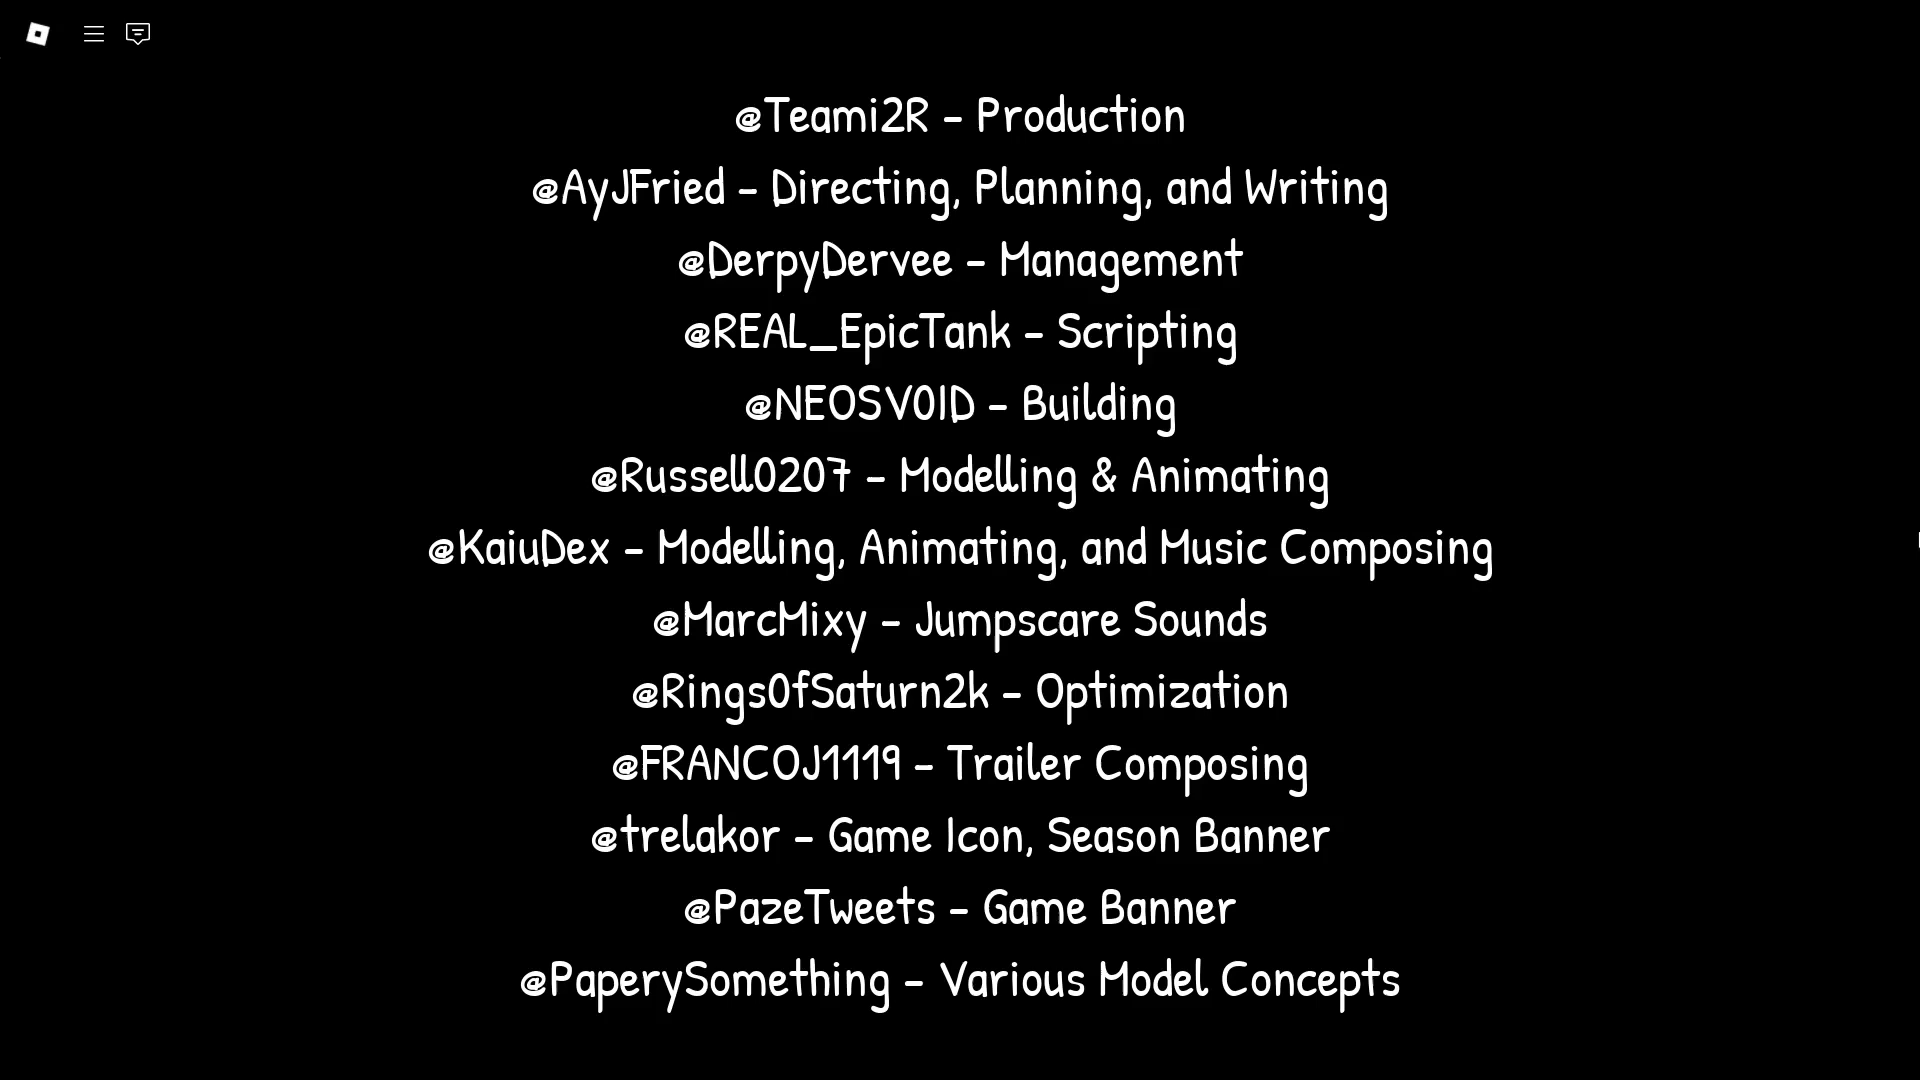 @Teami2R - Production
@AyJFried - Directing, Planning, and Writing
@DerpyDervee - Management
@REAL_EpicTank - Scripting
@NEOSV0ID - Building
@Russell0207 - Modelling & Animating
@KaiuDex - Modelling, Animating, and Music Composing
@MarcMixy - Jumpscare Sounds
@Rings0fSaturn2k - Optimization
@FRANCOJ1119 - Trailer Composing
@trelakor - Game Icon, Season Banner
@PazeTweets - Game Banner
@PaperySomething - Various Model Concepts